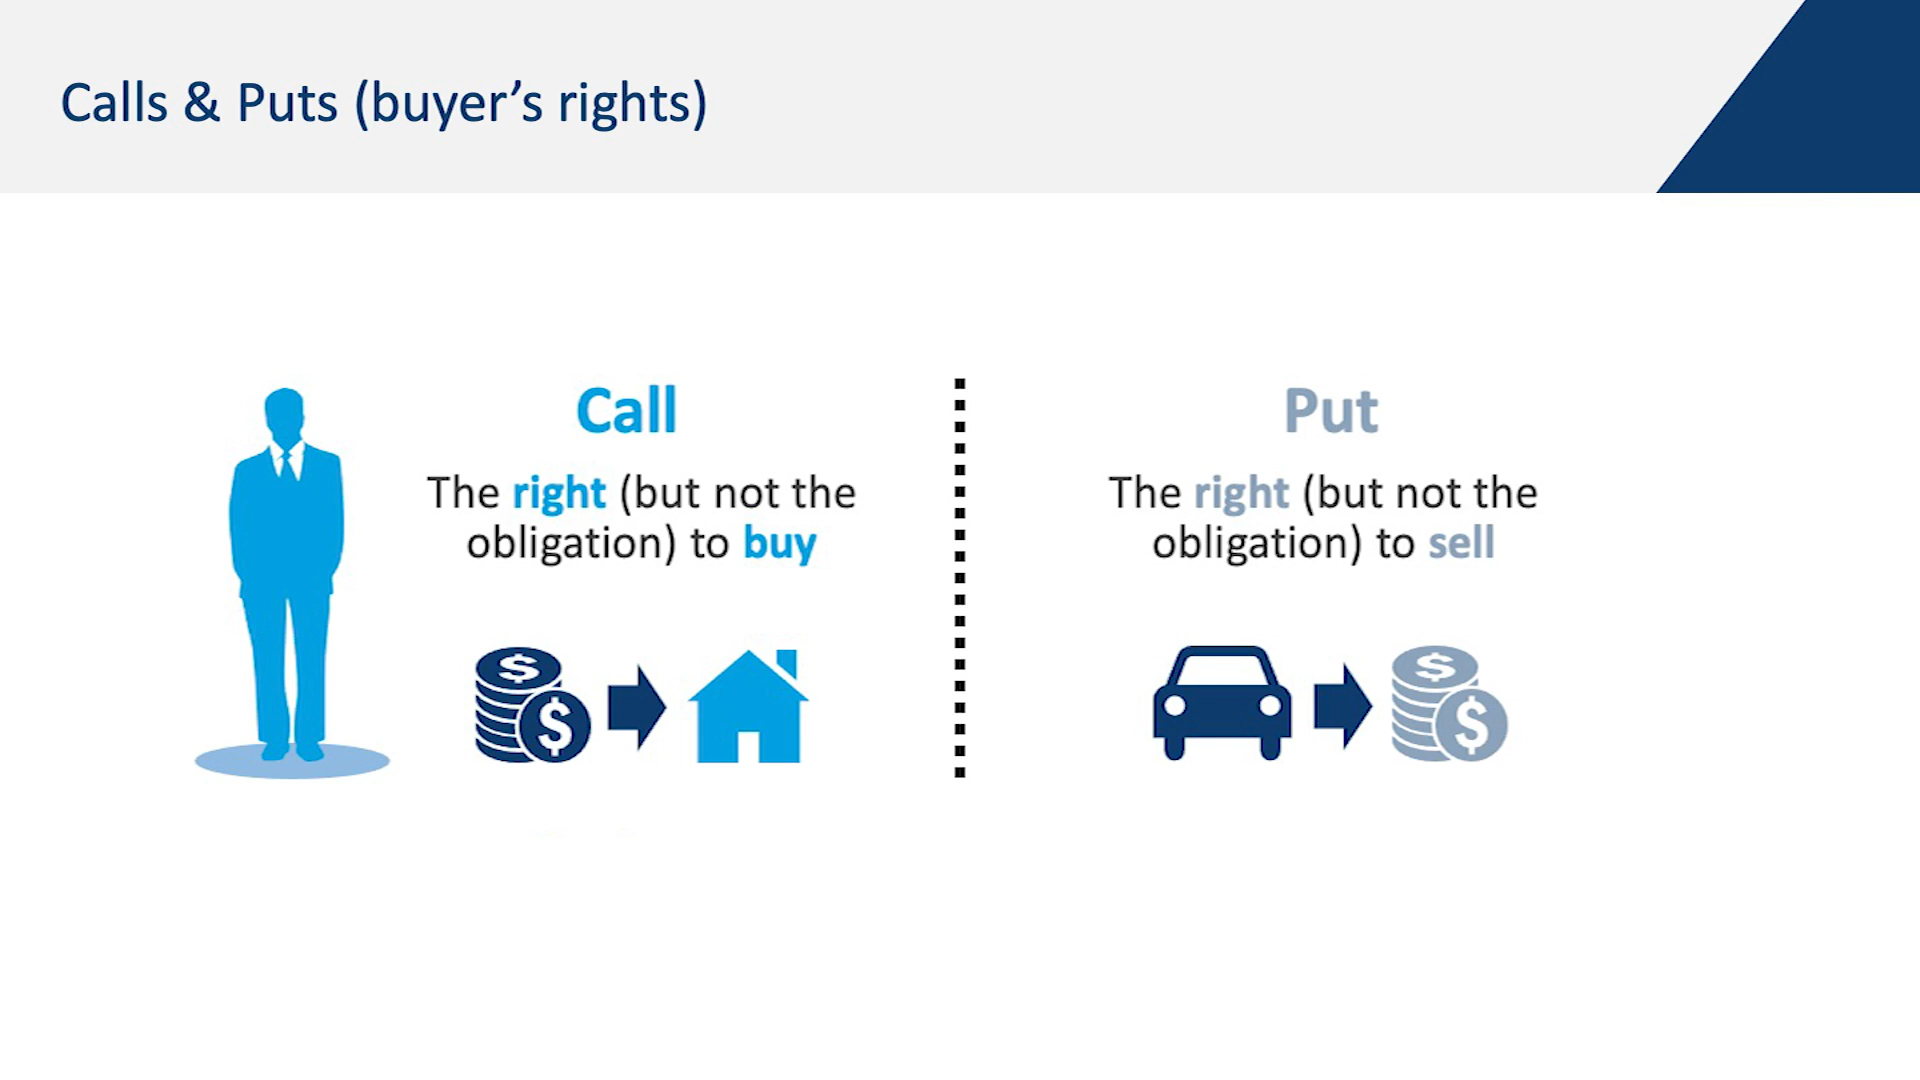 Calls & Puts (buyer’s rights)
Call
The right (but not the
obligation) to buy
$
$
Put
The right (but not the
obligation) to sell
$
$